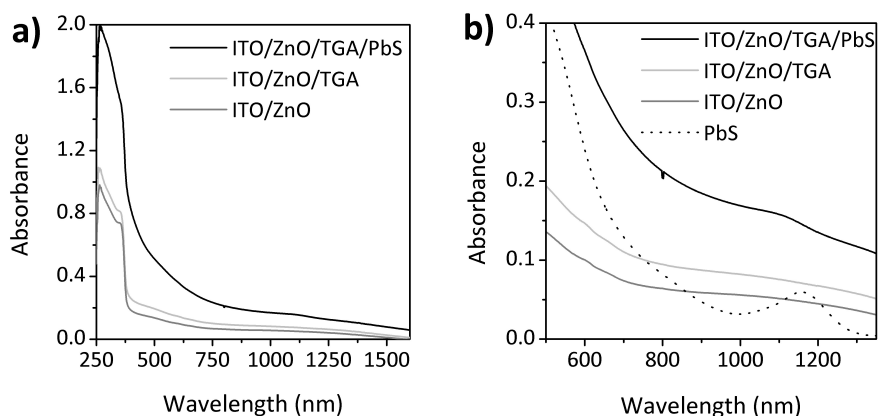 a)
2.0
1.6
1.2
0.8
0.4
0.0
Absorbance
ITO/ZnO/TGA/PbS
ITO/ZnO/TGA
ITO/ZnO
250 500 750 1000 1250 1500
Wavelength (nm)
b)
0.4
0.3
0.2
0.1
0.0
Absorbance
ITO/ZnO/TGA/PbS
ITO/ZnO/TGA
ITO/ZnO
PbS
600 800 1000 1200
Wavelength (nm)